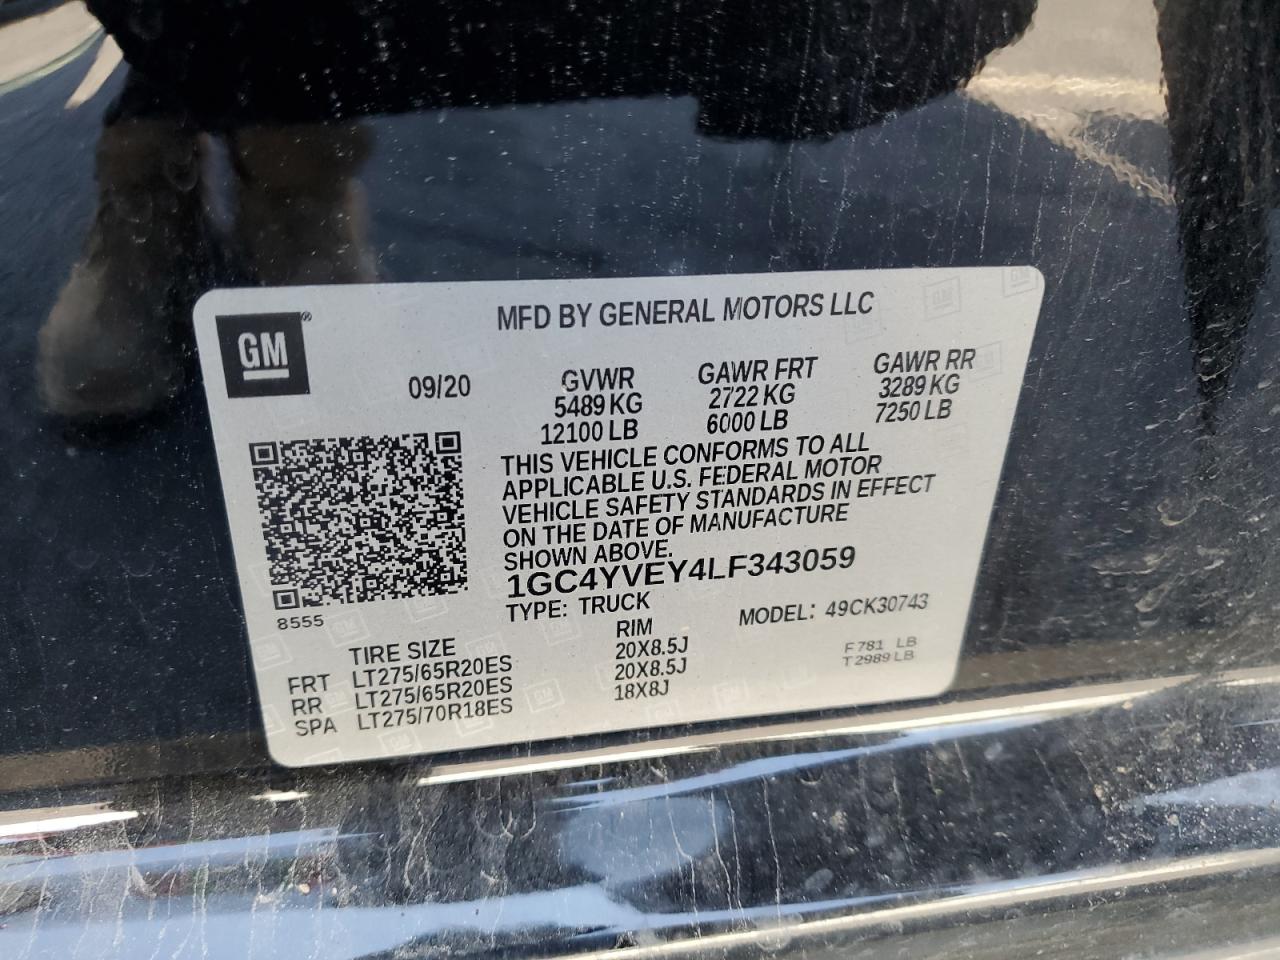 MFD BY GENERAL MOTORS LLC
GM
09/20
GVWR GAWR FRT GAWR RR
5489 KG 2722 KG 3289 KG
12100 LB 6000 LB 7250 LB
THIS VEHICLE CONFORMS TO ALL
APPLICABLE U.S. FEDERAL MOTOR
VEHICLE SAFETY STANDARDS IN EFFECT
ON THE DATE OF MANUFACTURE
SHOWN ABOVE.
1GC4YVEY4LF343059
8555
TYPE: TRUCK MODEL: 49CK30743
TIRE SIZE RIM
FRT LT275/65R20ES 20X8.5J
RR LT275/65R20ES 20X8.5J
SPA LT275/70R18ES 18X8J
F 781 LB
T 2989 LB